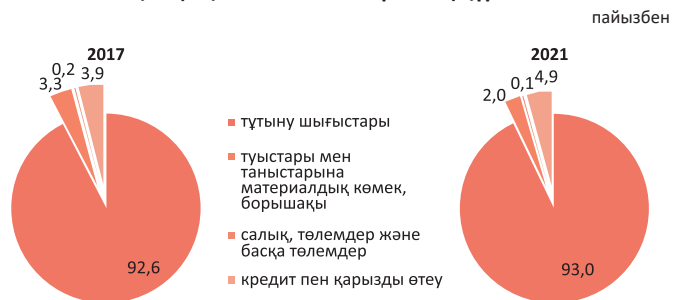 пайызбен
2017
2021
0,2
3,9
3,3
92,6
тұтыну шығыстары
туыстары мен
таныстарына
материалдық көмек,
борышақы
салық, төлемдер және
басқа төлемдер
кредит пен қарызды өтеу
2,0
0,1
4,9
93,0